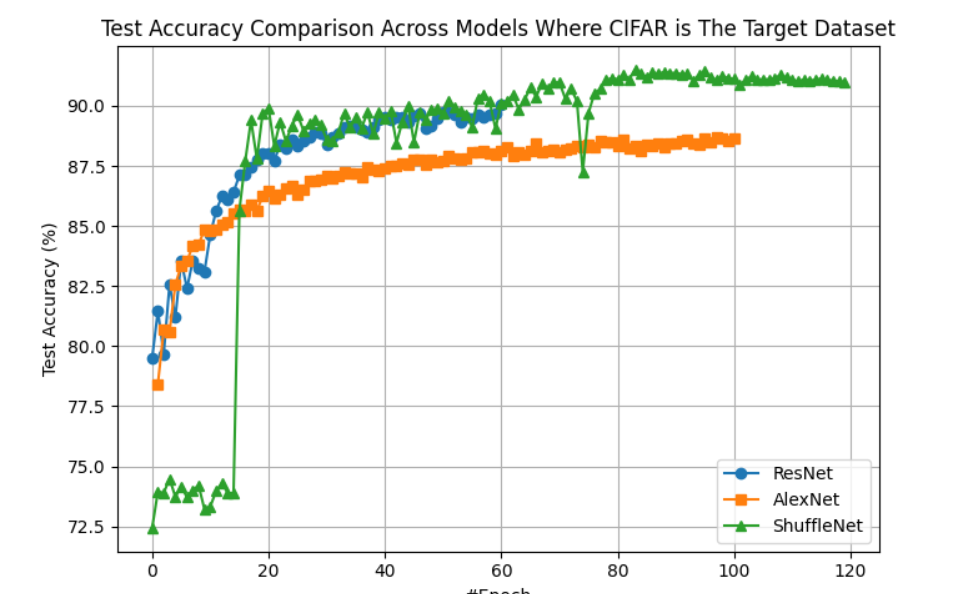 Test Accuracy Comparison Across Models Where CIFAR is The Target Dataset
Test Accuracy (%)
90.0
87.5
85.0
82.5
80.0
77.5
75.0
72.5
ResNet
AlexNet
ShuffleNet
0 20 40 60 80 100 120
#Epoch